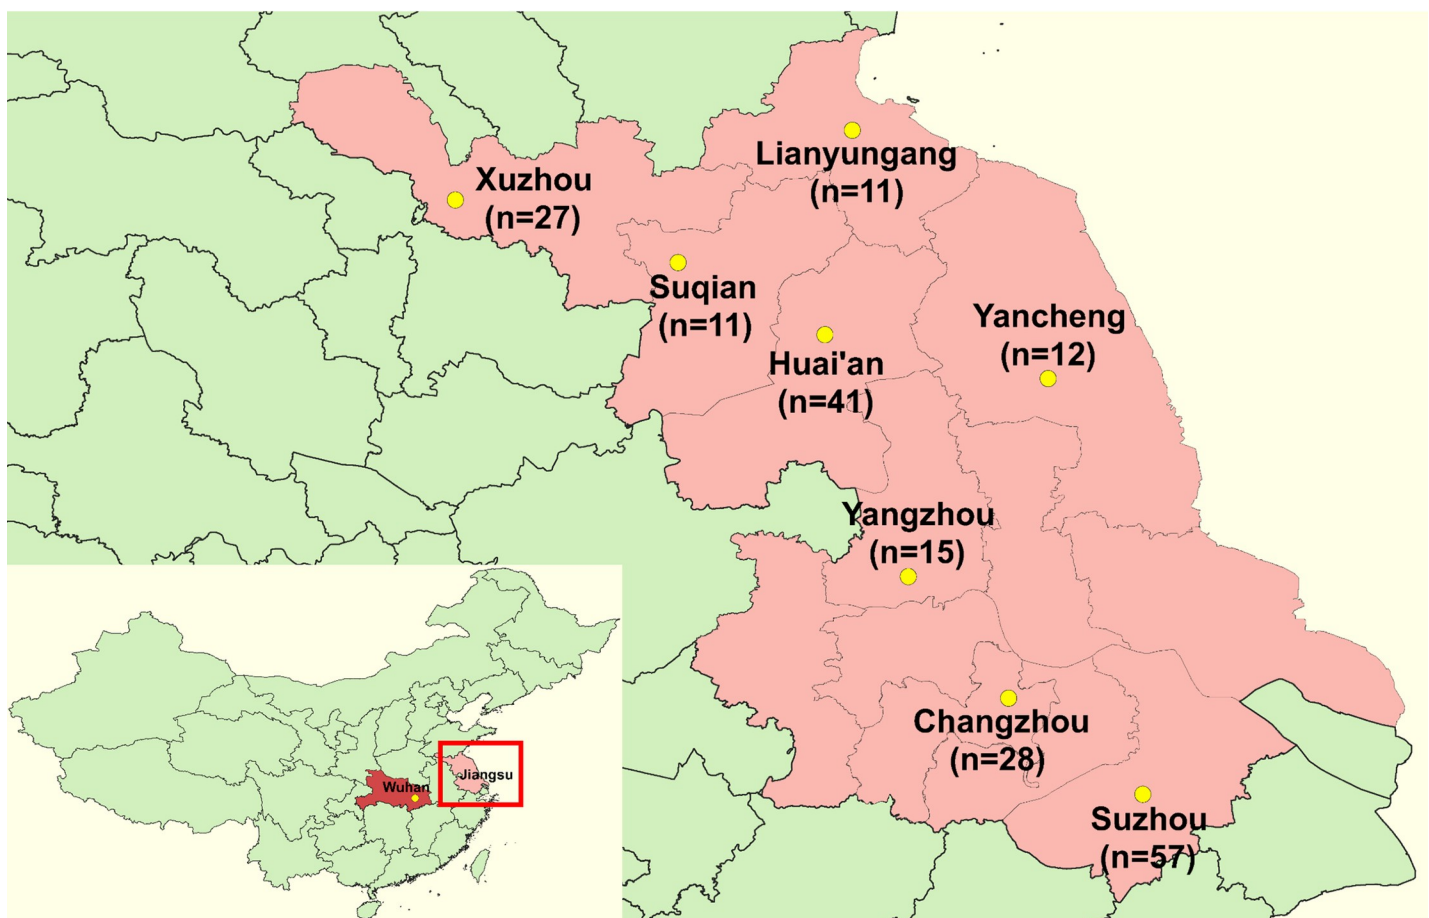 Lianyungang
(n=11)
Xuzhou
(n=27)
Suqian
(n=11)
Yancheng
(n=12)
Huai'an
(n=41)
Yangzhou
(n=15)
Changzhou
(n=28)
Suzhou
(n=57)
Jiangsu
Wuhan